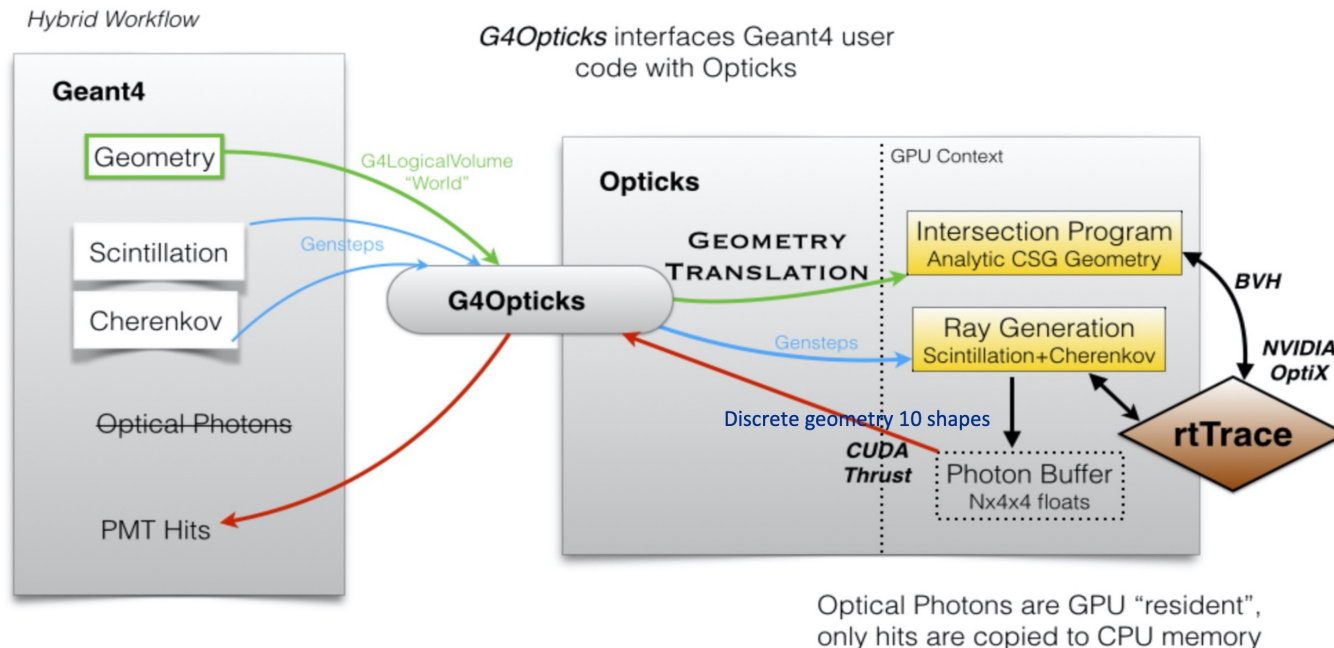 Hybrid Workflow
G4Opticks interfaces Geant4 user
code with Opticks
Geant4
Geometry
G4LogicalVolume
"World"
Scintillation
Gensteps
Cherenkov
Optical Photons
PMT Hits
G4Opticks
Opticks
GPU Context
GEOMETRY
TRANSLATION
Intersection Program
Analytic CSG Geometry
BVH
Gensteps
Ray Generation
Scintillation+Cherenkov
NVIDIA
OptiX
rtTrace
Discrete geometry 10 shapes
CUDA
Thrust
Photon Buffer
Nx4x4 floats
Optical Photons are GPU "resident",
only hits are copied to CPU memory